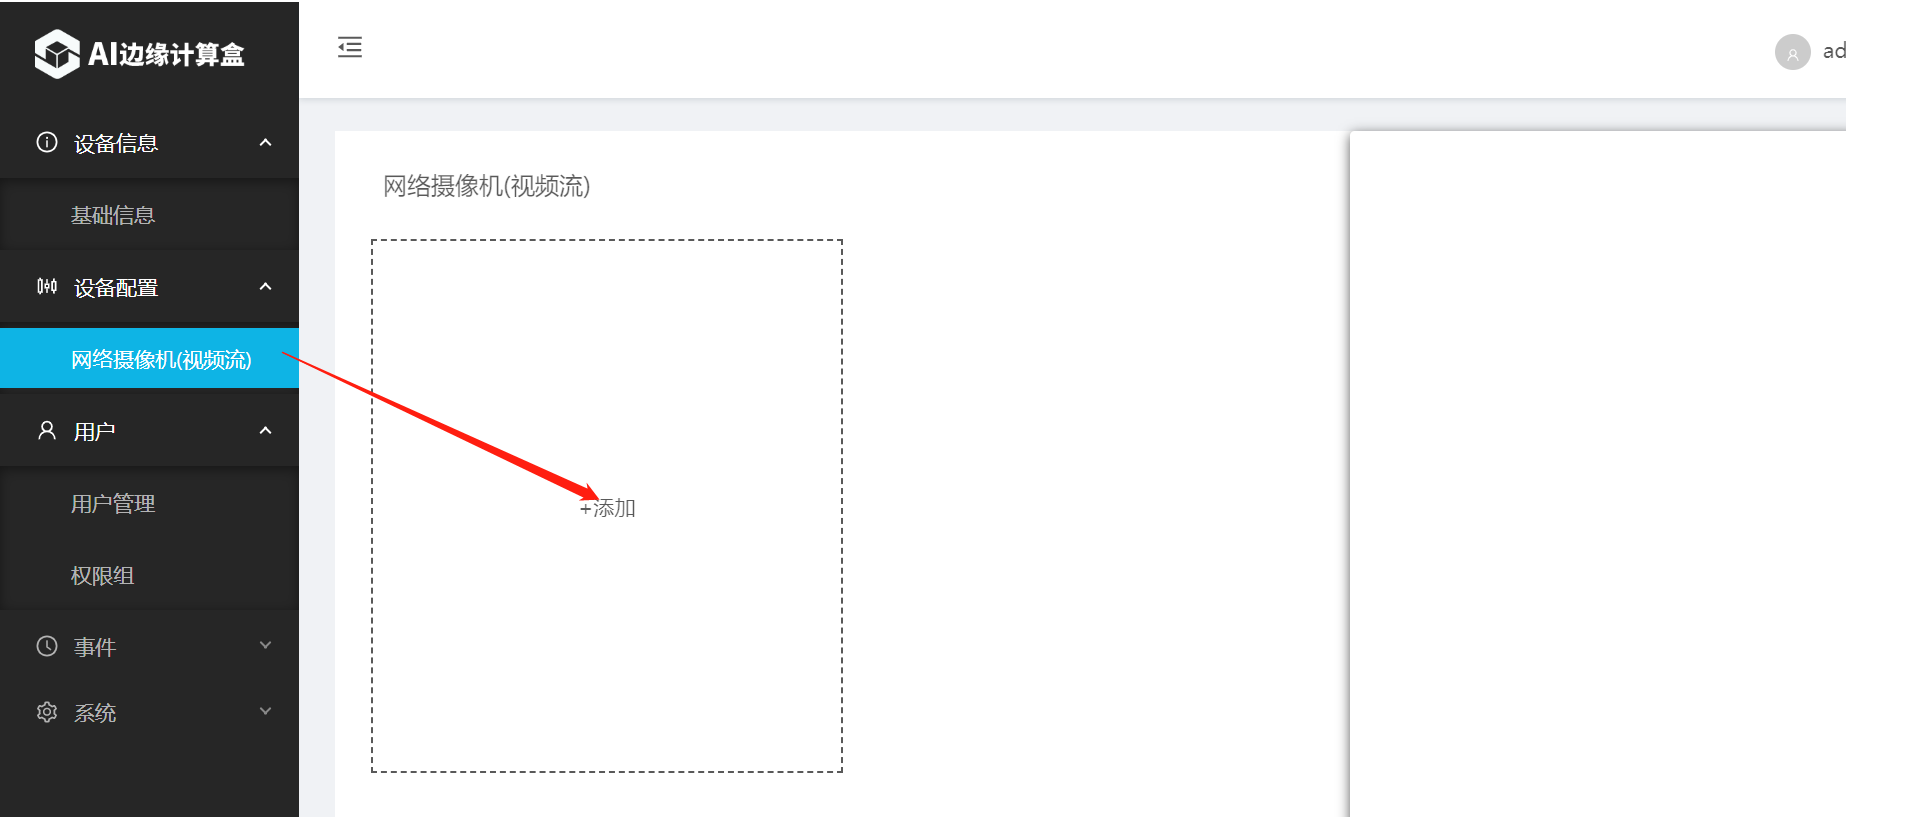 AI边缘计算盒
ad
设备信息
基础信息
设备配置
网络摄像机(视频流)
用户
用户管理
权限组
事件
系统
网络摄像机(视频流)
+添加